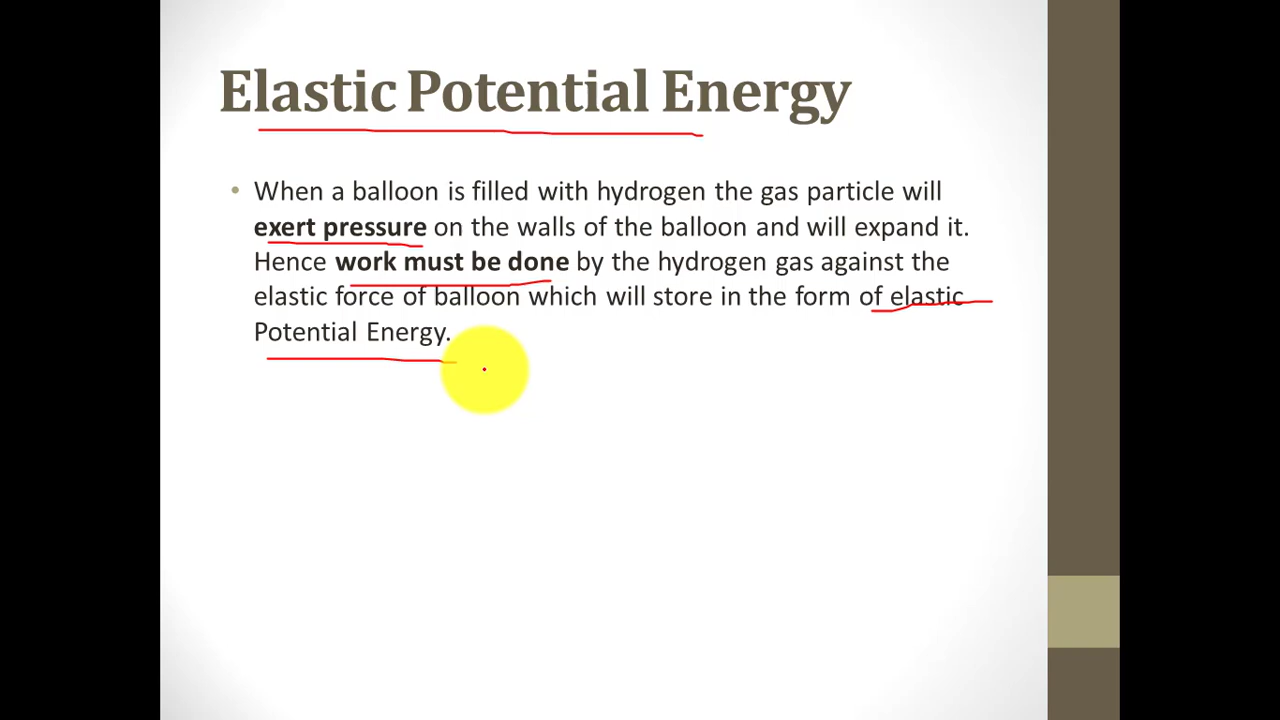 Elastic Potential Energy
• When a balloon is filled with hydrogen the gas particle will
exert pressure on the walls of the balloon and will expand it.
Hence work must be done by the hydrogen gas against the
elastic force of balloon which will store in the form of elastic
Potential Energy.